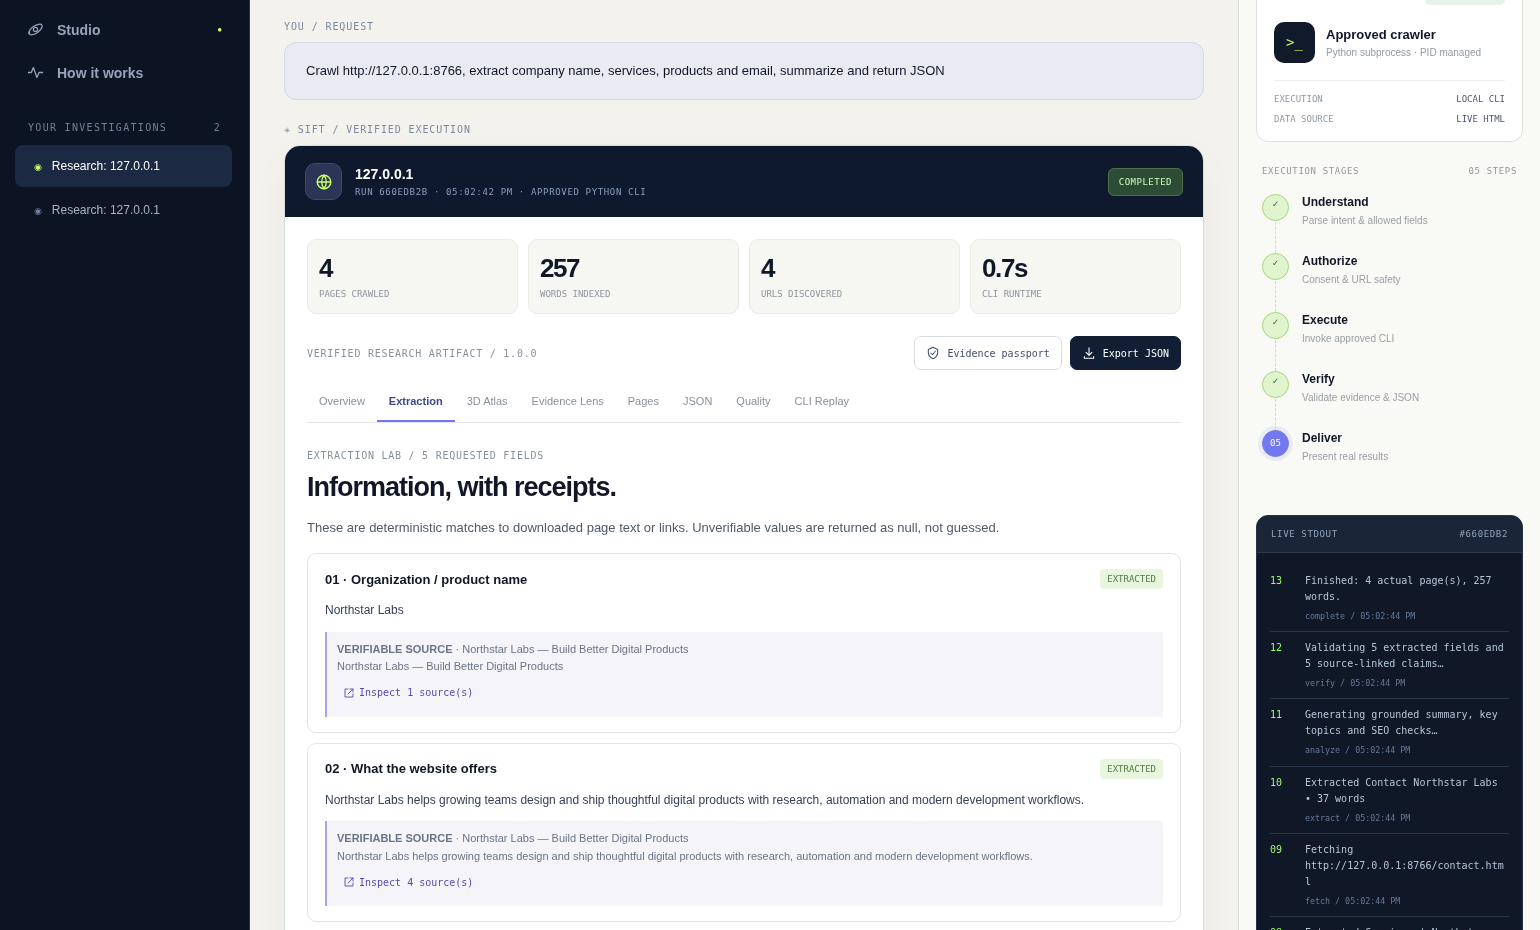 Studio
How it works
YOUR INVESTIGATIONS 2
Research: 127.0.0.1
Research: 127.0.0.1
YOU / REQUEST
Crawl http://127.0.0.1:8766, extract company name, services, products and email, summarize and return JSON
✳ SIFT / VERIFIED EXECUTION
127.0.0.1
RUN 660EDB2B · 05:02:42 PM · APPROVED PYTHON CLI
COMPLETED
4
PAGES CRAWLED
257
WORDS INDEXED
4
URLS DISCOVERED
0.7s
CLI RUNTIME
VERIFIED RESEARCH ARTIFACT / 1.0.0
Evidence passport
Export JSON
Overview Extraction 3D Atlas Evidence Lens Pages JSON Quality CLI Replay
EXTRACTION LAB / 5 REQUESTED FIELDS
Information, with receipts.
These are deterministic matches to downloaded page text or links. Unverifiable values are returned as null, not guessed.
01 · Organization / product name
EXTRACTED
Northstar Labs
VERIFIABLE SOURCE · Northstar Labs — Build Better Digital Products
Northstar Labs — Build Better Digital Products
Inspect 1 source(s)
02 · What the website offers
EXTRACTED
Northstar Labs helps growing teams design and ship thoughtful digital products with research, automation and modern development workflows.
VERIFIABLE SOURCE · Northstar Labs — Build Better Digital Products
Northstar Labs helps growing teams design and ship thoughtful digital products with research, automation and modern development workflows.
Inspect 4 source(s)
>_
Approved crawler
Python subprocess · PID managed
EXECUTION LOCAL CLI
DATA SOURCE LIVE HTML
EXECUTION STAGES 05 STEPS
✓ Understand
Parse intent & allowed fields
✓ Authorize
Consent & URL safety
✓ Execute
Invoke approved CLI
✓ Verify
Validate evidence & JSON
05 Deliver
Present real results
LIVE STDOUT #660EDB2
13 Finished: 4 actual page(s), 257
words.
complete / 05:02:44 PM
12 Validating 5 extracted fields and
5 source-linked claims…
verify / 05:02:44 PM
11 Generating grounded summary, key
topics and SEO checks…
analyze / 05:02:44 PM
10 Extracted Contact Northstar Labs
• 37 words
extract / 05:02:44 PM
09 Fetching
http://127.0.0.1:8766/contact.htm
l
fetch / 05:02:44 PM